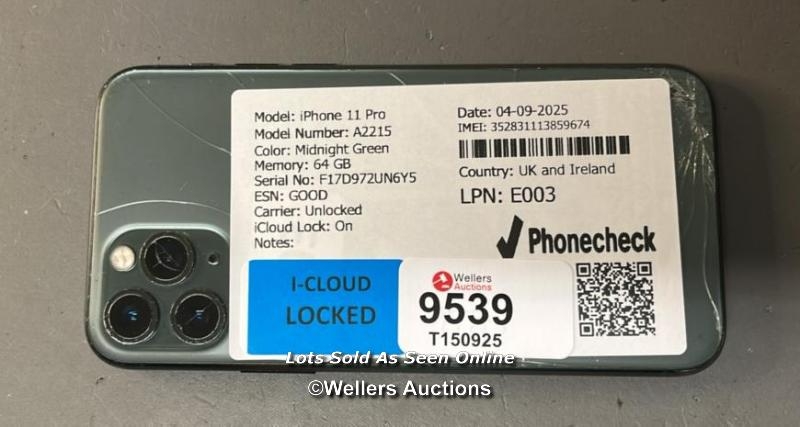 Model: iPhone 11 Pro
Model Number: A2215
Color: Midnight Green
Memory: 64 GB
Serial No: F17D972UN6Y5
ESN: GOOD
Carrier: Unlocked
iCloud Lock: On
Notes:
Date: 04-09-2025
IMEI: 352831113859674
Country: UK and Ireland
LPN: E003
Phonecheck
I-CLOUD
LOCKED
Wellers
Auctions
9539
T150925
Lots Sold As Seen Online
©Wellers Auctions